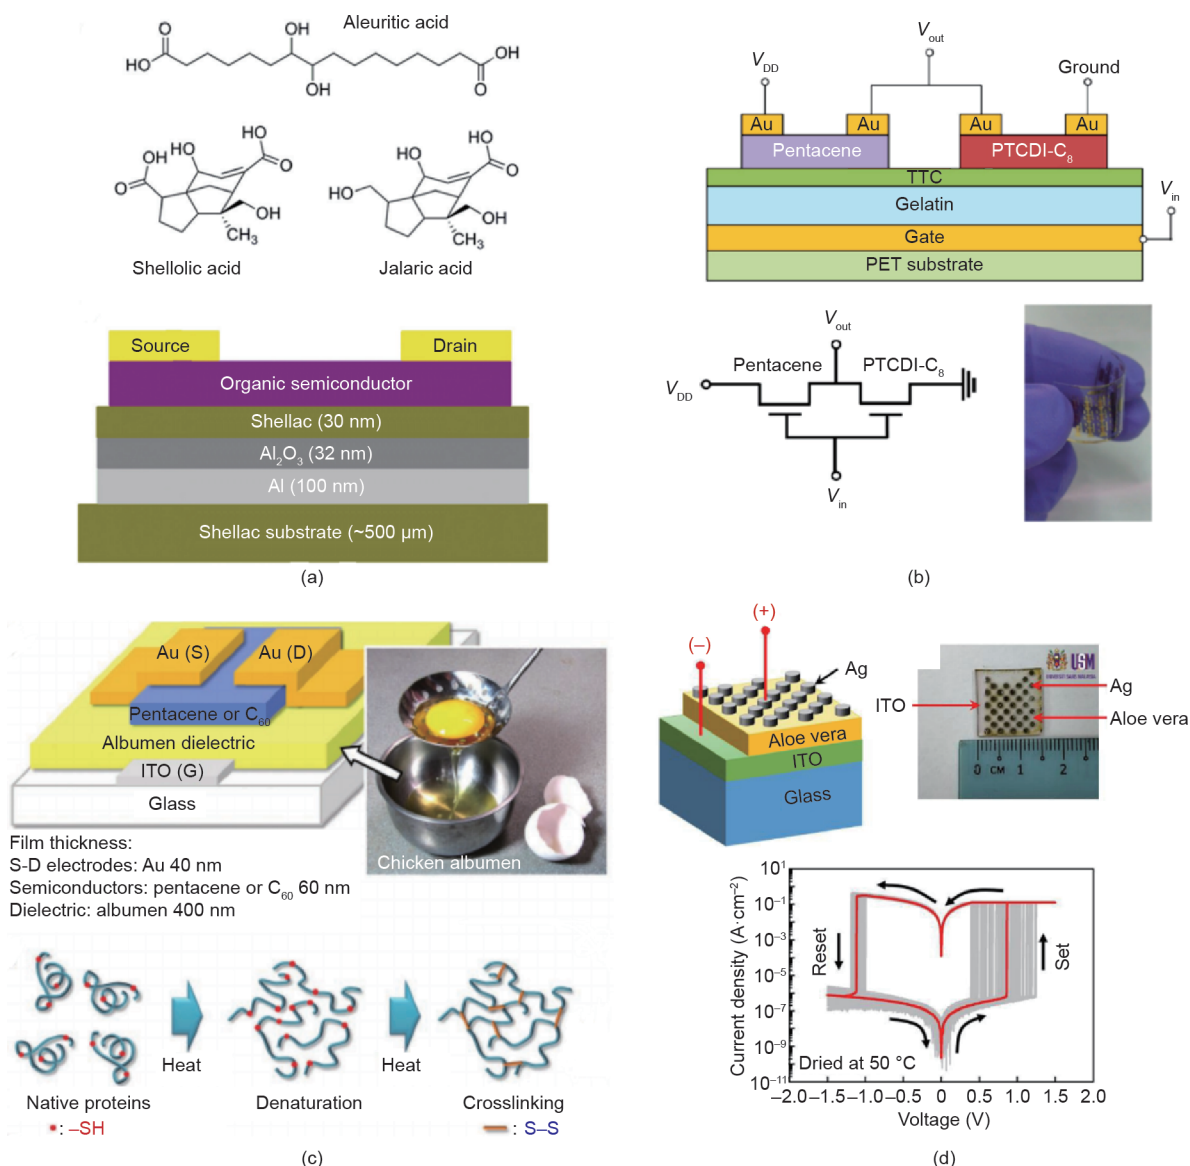 Aleuritic acid
O
OH
HO
OH
OH
O
HO
OH
HO
O
O
OH
CH₃
Shellolic acid
HO
HO
O
HO
OH
CH₃
Jalaric acid
Source
Drain
Organic semiconductor
Shellac (30 nm)
Al₂O₃ (32 nm)
Al (100 nm)
Shellac substrate (~500 μm)
(a)
Vout
VDD
Ground
Au
Au
Au
Au
Pentacene
PTCDI-C₈
TTC
Gelatin
Gate
PET substrate
Vin
Vout
Pentacene
PTCDI-C₈
VDD
Vin
(b)
Au (S)
Au (D)
Pentacene or C₆₀
Albumen dielectric
ITO (G)
Glass
Chicken albumen
Film thickness:
S-D electrodes: Au 40 nm
Semiconductors: pentacene or C₆₀ 60 nm
Dielectric: albumen 400 nm
Heat
Heat
Native proteins
Denaturation
Crosslinking
: –SH
: S–S
(c)
(+)
(–)
Ag
Aloe vera
ITO
Glass
USM
ITO
Ag
Aloe vera
0 CM 1 2
Current density (A·cm⁻²)
10¹
10⁻¹
10⁻³
10⁻⁵
10⁻⁷
10⁻⁹
10⁻¹¹
Reset
Set
Dried at 50 °C
–2.0 –1.5 –1.0 –0.5 0 0.5 1.0 1.5 2.0
Voltage (V)
(d)